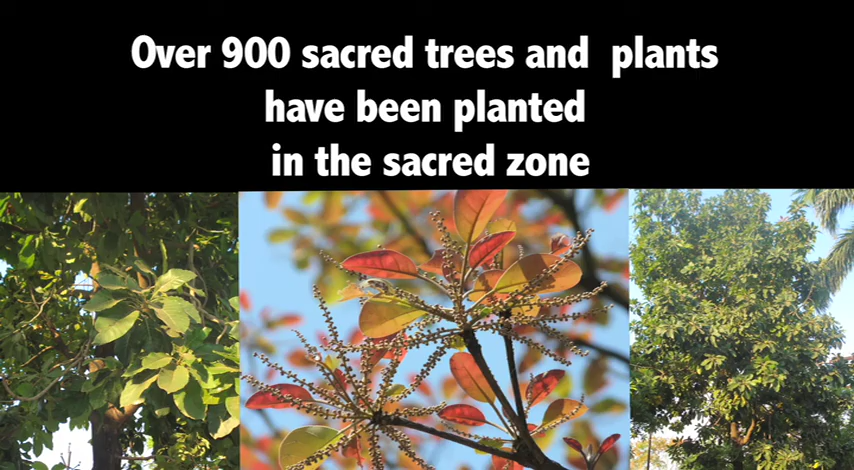 Over 900 sacred trees and plants
have been planted
in the sacred zone